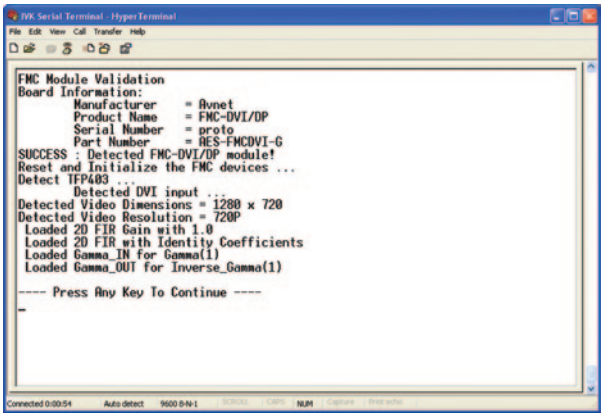 IVK Serial Terminal - HyperTerminal
File Edit View Call Transfer Help
FMC Module Validation
Board Information:
Manufacturer = Avnet
Product Name = FMC-DVI/DP
Serial Number = proto
Part Number = AES-FMCDVI-G
SUCCESS : Detected FMC-DVI/DP module!
Reset and Initialize the FMC devices ...
Detect TFP403 ...
Detected DVI input ...
Detected Video Dimensions = 1280 x 720
Detected Video Resolution = 720P
Loaded 2D FIR Gain with 1.0
Loaded 2D FIR with Identity Coefficients
Loaded Gamma_IN for Gamma(1)
Loaded Gamma_OUT for Inverse_Gamma(1)
---- Press Any Key To Continue ----
Connected 0:00:54 Auto detect 9600 8-N-1 SCROLL CAPS NUM Capture Print echo